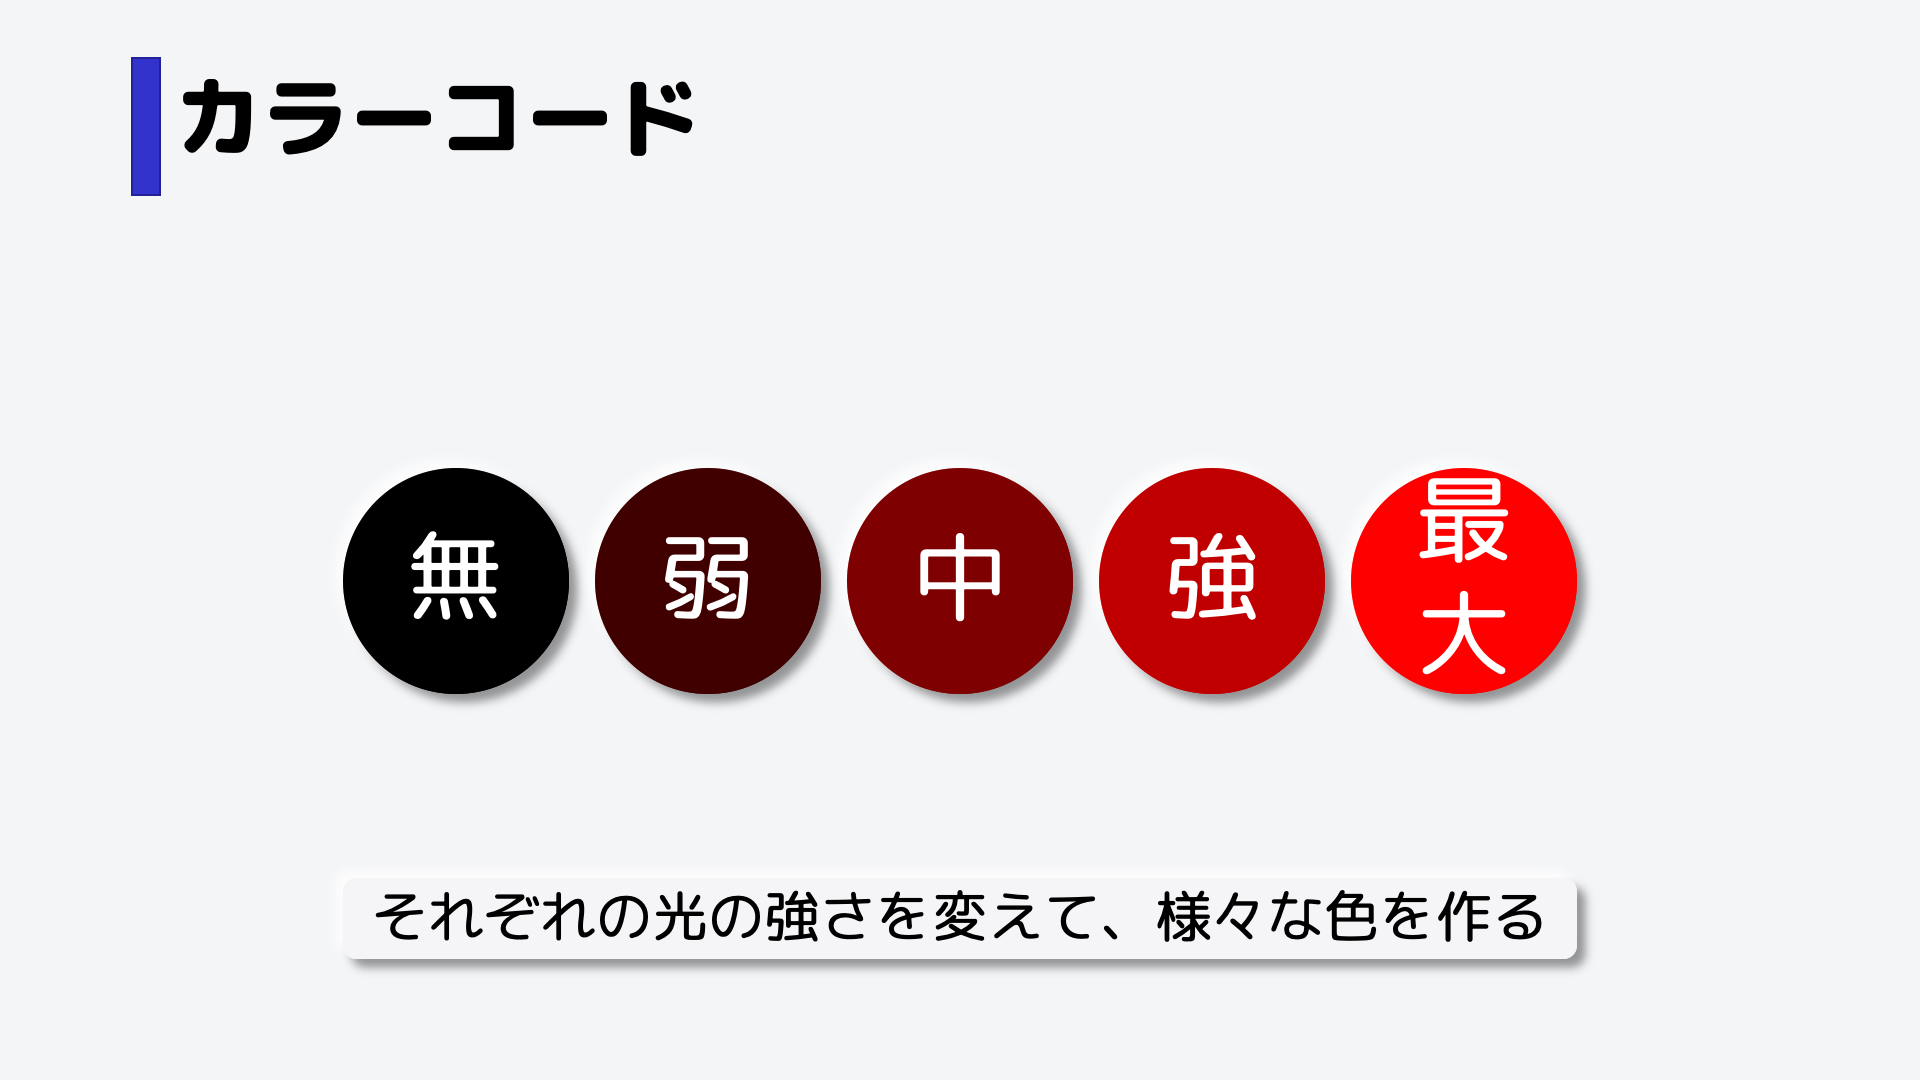 カラーコード
無
弱
中
強
最
大
それぞれの光の強さを変えて、様々な色を作る